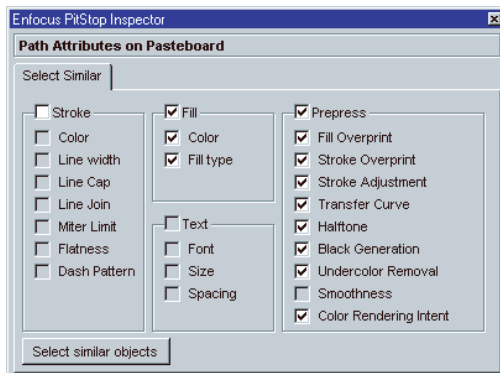 Enfocus PitStop Inspector
Path Attributes on Pasteboard
Select Similar
Stroke
Color
Line width
Line Cap
Line Join
Miter Limit
Flatness
Dash Pattern
Fill
Color
Fill type
Text
Font
Size
Spacing
Prepress
Fill Overprint
Stroke Overprint
Stroke Adjustment
Transfer Curve
Halftone
Black Generation
Undercolor Removal
Smoothness
Color Rendering Intent
Select similar objects